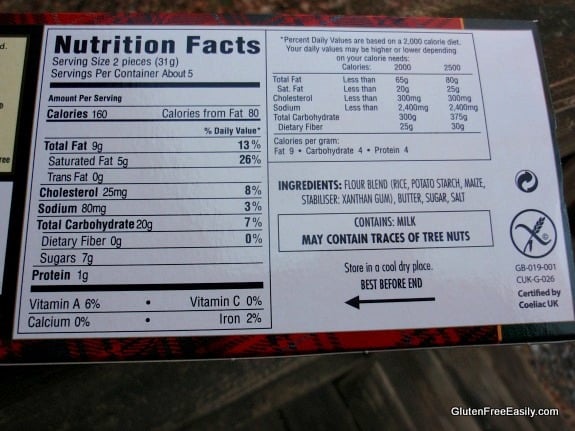 d.
ree
Nutrition Facts
Serving Size 2 pieces (31g)
Servings Per Container About 5
Amount Per Serving
Calories 160 Calories from Fat 80
% Daily Value*
Total Fat 9g 13%
Saturated Fat 5g 26%
Trans Fat 0g
Cholesterol 25mg 8%
Sodium 80mg 3%
Total Carbohydrate 20g 7%
Dietary Fiber 0g 0%
Sugars 7g
Protein 1g
Vitamin A 6% • Vitamin C 0%
Calcium 0% • Iron 2%
*Percent Daily Values are based on a 2,000 calorie diet.
Your daily values may be higher or lower depending
on your calorie needs:
Calories: 2000 2500
Total Fat Less than 65g 80g
Sat. Fat Less than 20g 25g
Cholesterol Less than 300mg 300mg
Sodium Less than 2,400mg 2,400mg
Total Carbohydrate 300g 375g
Dietary Fiber 25g 30g
Calories per gram:
Fat 9 • Carbohydrate 4 • Protein 4
INGREDIENTS: FLOUR BLEND (RICE, POTATO STARCH, MAIZE,
STABILISER: XANTHAN GUM), BUTTER, SUGAR, SALT
CONTAINS: MILK
MAY CONTAIN TRACES OF TREE NUTS
Store in a cool dry place.
BEST BEFORE END
GB-019-001
CUK-G-026
Certified by
Coeliac UK
GlutenFreeEasily.com